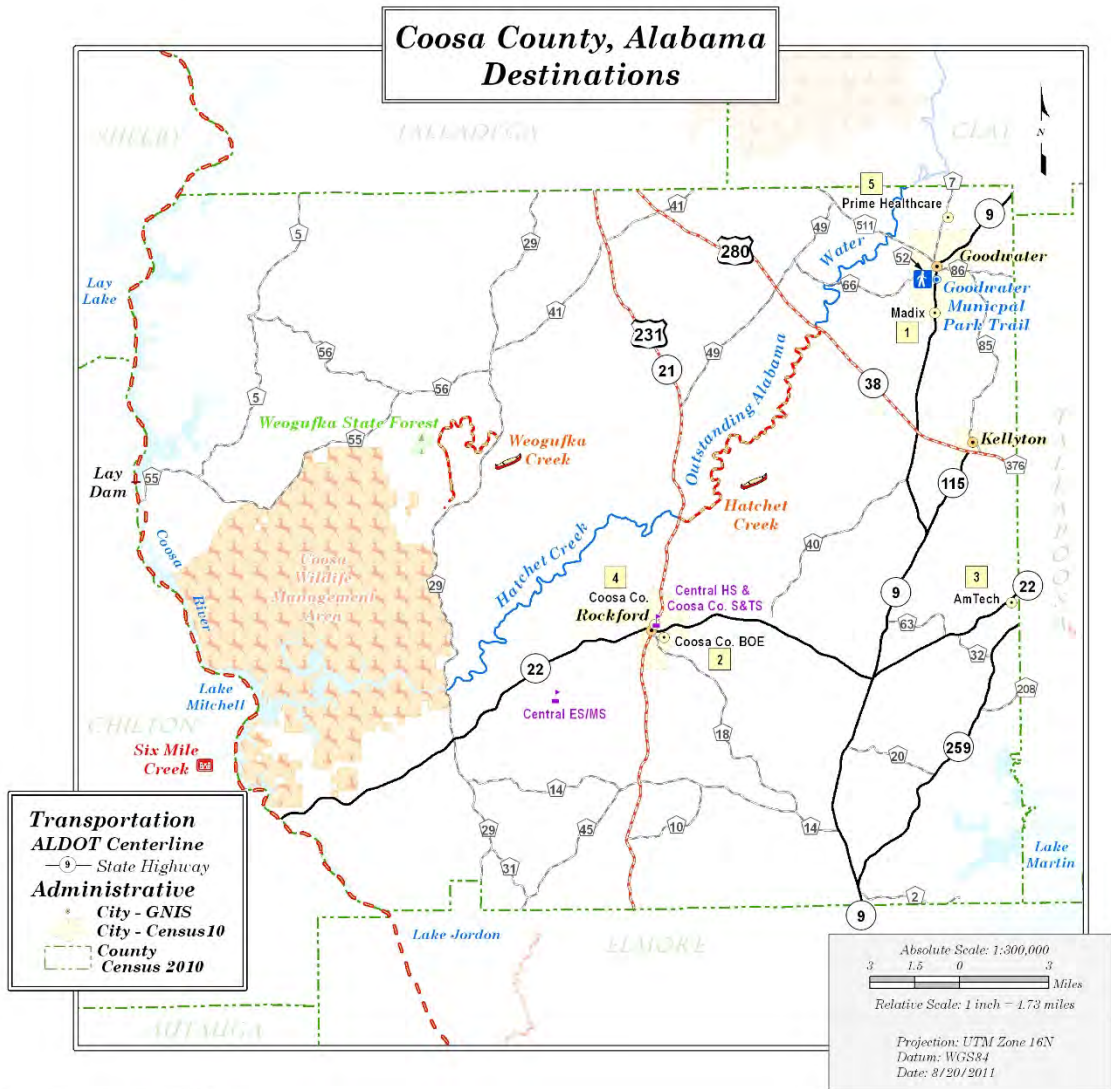 Coosa County, Alabama
Destinations
SHELBY
TALLADEGA
CLAY
N
5
7
Prime Healthcare
9
41
5
29
49
511
280
Water
52
Goodwater
86
Lay
Lake
66
Goodwater
Municpal
Park Trail
41
Madix
1
231
56
49
85
21
38
56
5
Outstanding Alabama
Weogufka State Forest
55
Weogufka
Creek
Kellyton
376
Lay
Dam
55
115
Hatchet
Creek
TALLAPOOSA
Coosa
River
Coosa
Wildlife
Management
Area
Hatchet Creek
40
29
4
Coosa Co.
Rockford
Central HS &
Coosa Co. S&TS
3
22
AmTech
9
63
Coosa Co. BOE
2
32
22
Lake
Mitchell
208
CHILTON
Central ES/MS
18
259
Six Mile
Creek
20
14
29
45
10
14
31
2
9
Lake
Martin
Lake Jordon
ELMORE
AUTAUGA
Transportation
ALDOT Centerline
9 State Highway
Administrative
City - GNIS
City - Census10
County
Census 2010
Absolute Scale: 1:300,000
3 1.5 0 3
Miles
Relative Scale: 1 inch = 4.73 miles
Projection: UTM Zone 16N
Datum: WGS84
Date: 8/20/2011